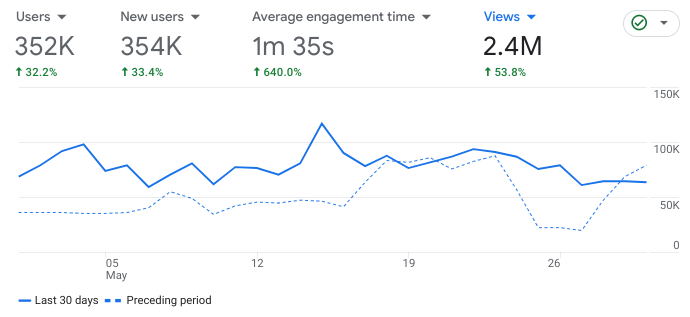 Users New users Average engagement time Views
352K 354K 1m 35s 2.4M
↑ 32.2% ↑ 33.4% ↑ 640.0% ↑ 53.8%
150K
100K
50K
0
05 12 19 26
May
Last 30 days Preceding period